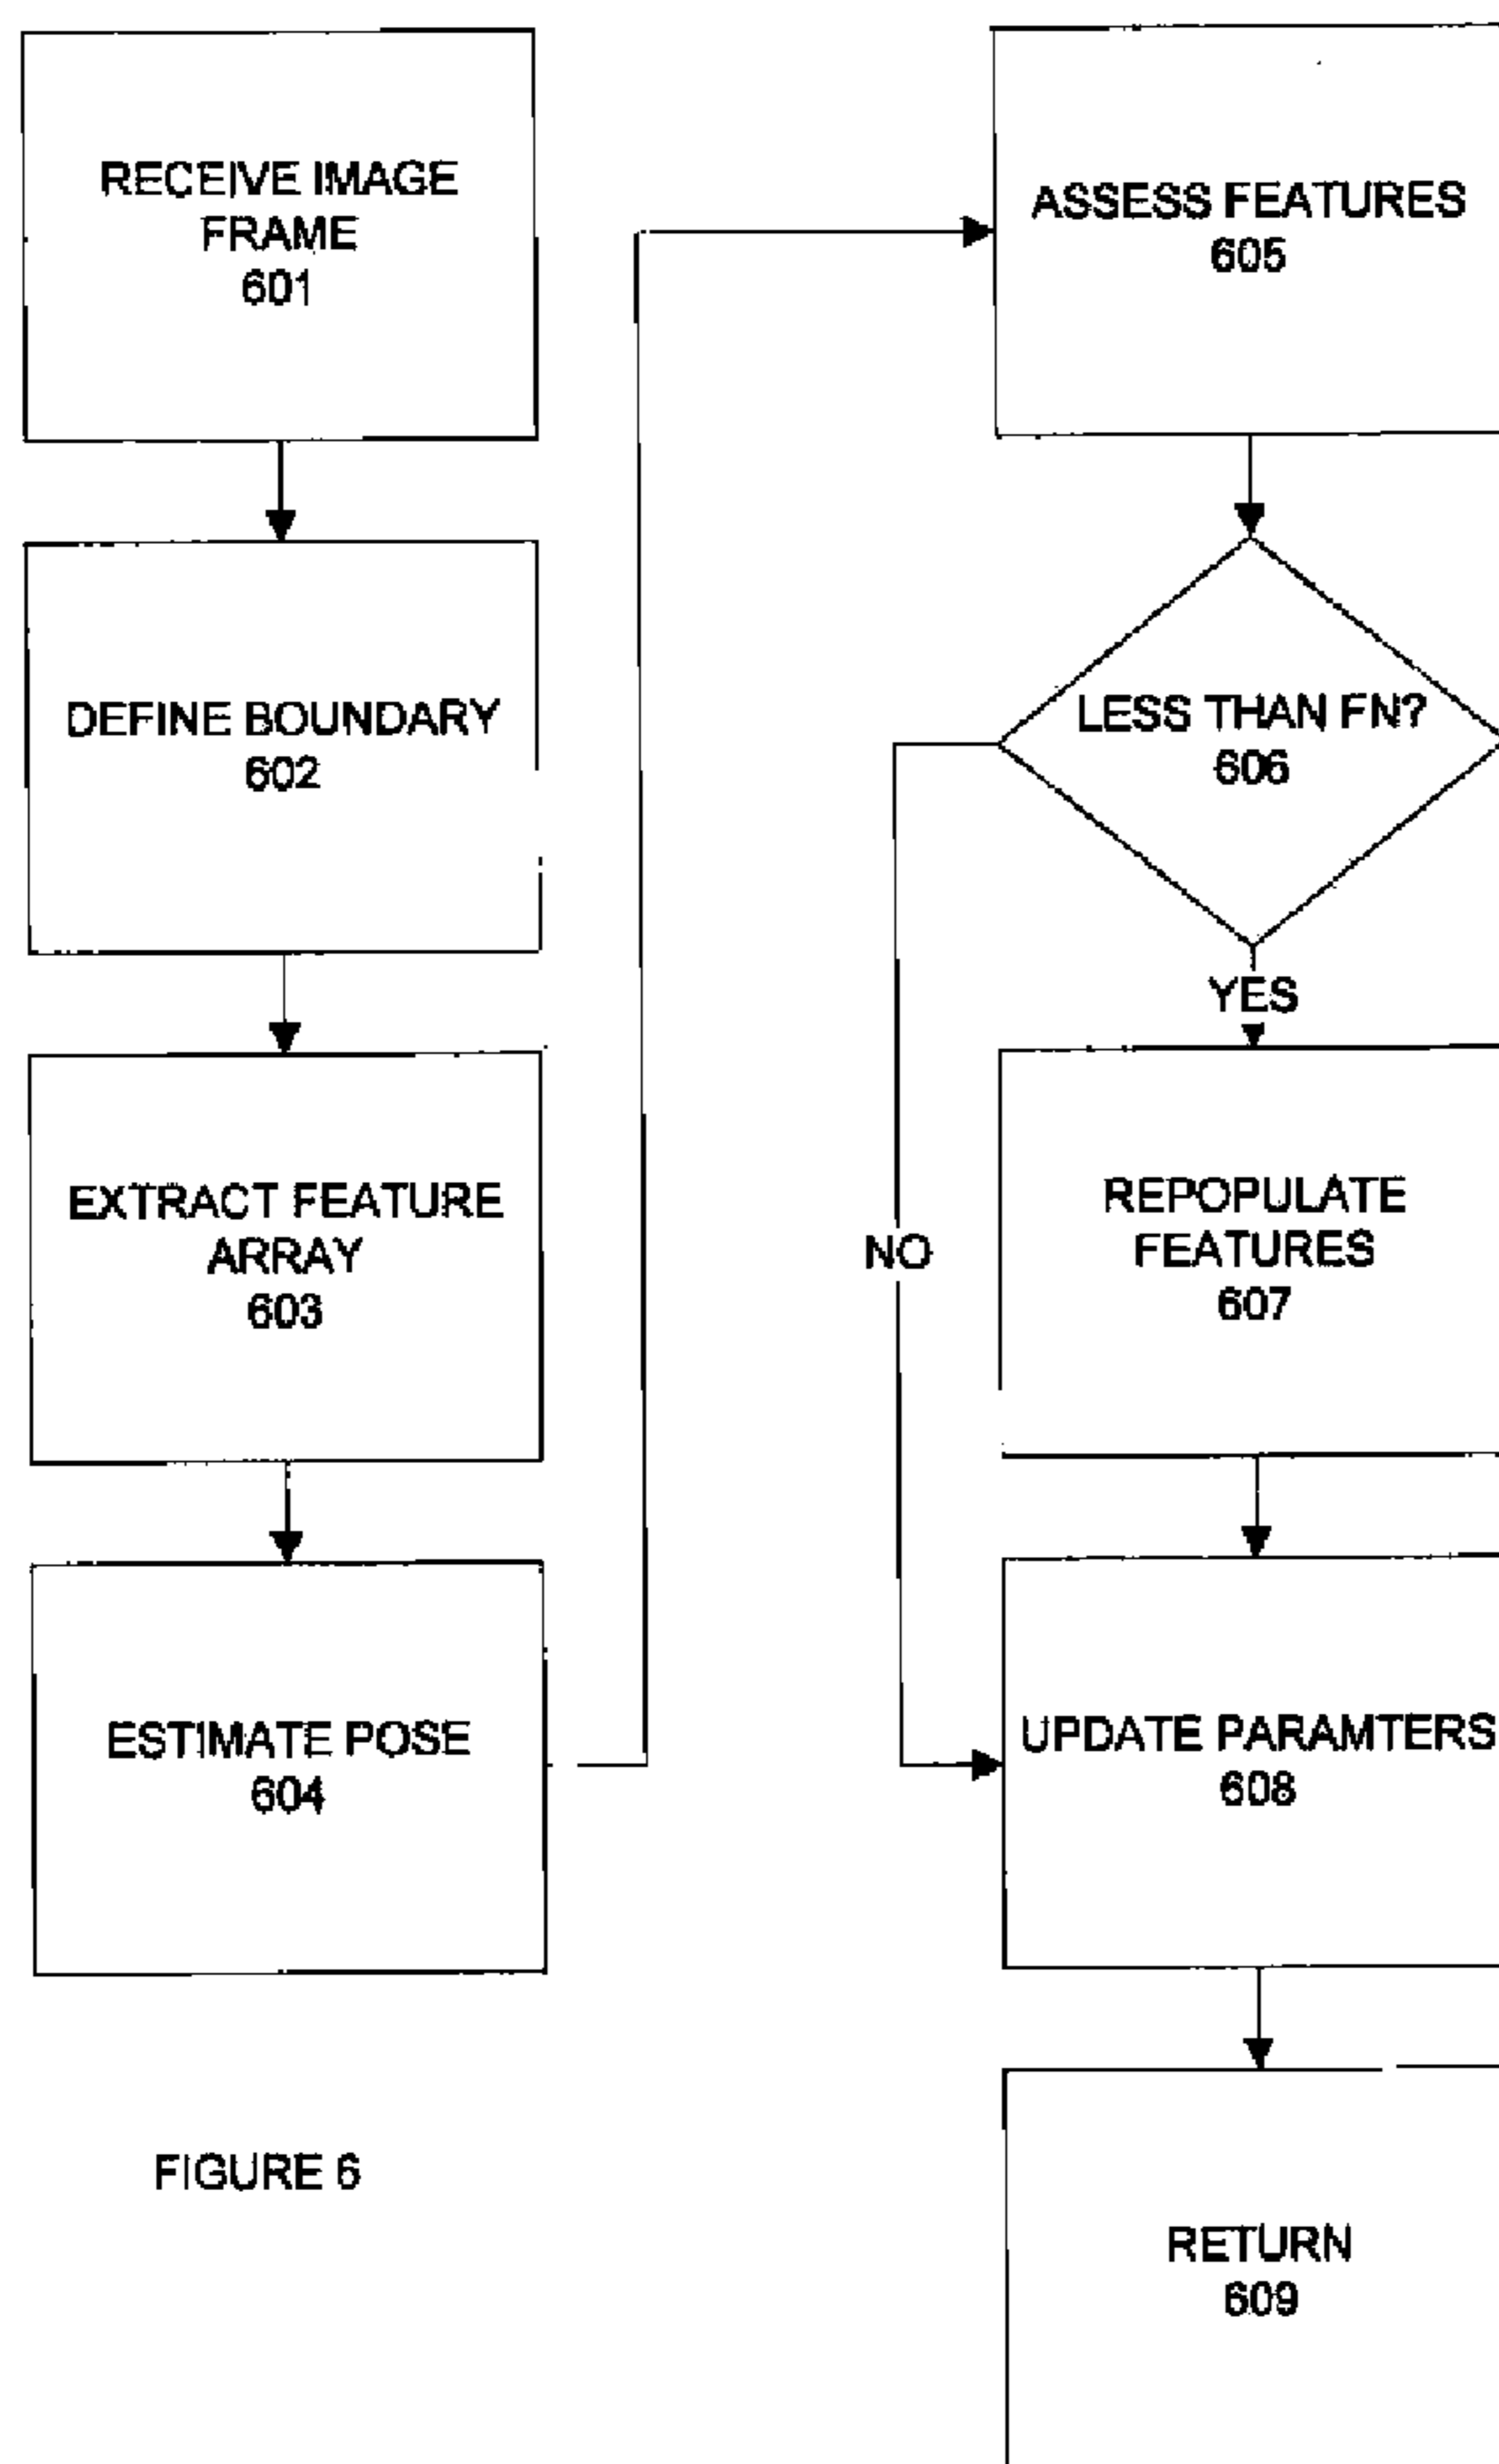 RECEIVE IMAGE
FRAME
601
DEFINE BOUNDARY
602
EXTRACT FEATURE
ARRAY
603
ESTIMATE POSE
604
ASSESS FEATURES
605
LESS THAN FN?
606
YES
NO
REPOPULATE
FEATURES
607
UPDATE PARAMTERS
608
RETURN
609
FIGURE 6